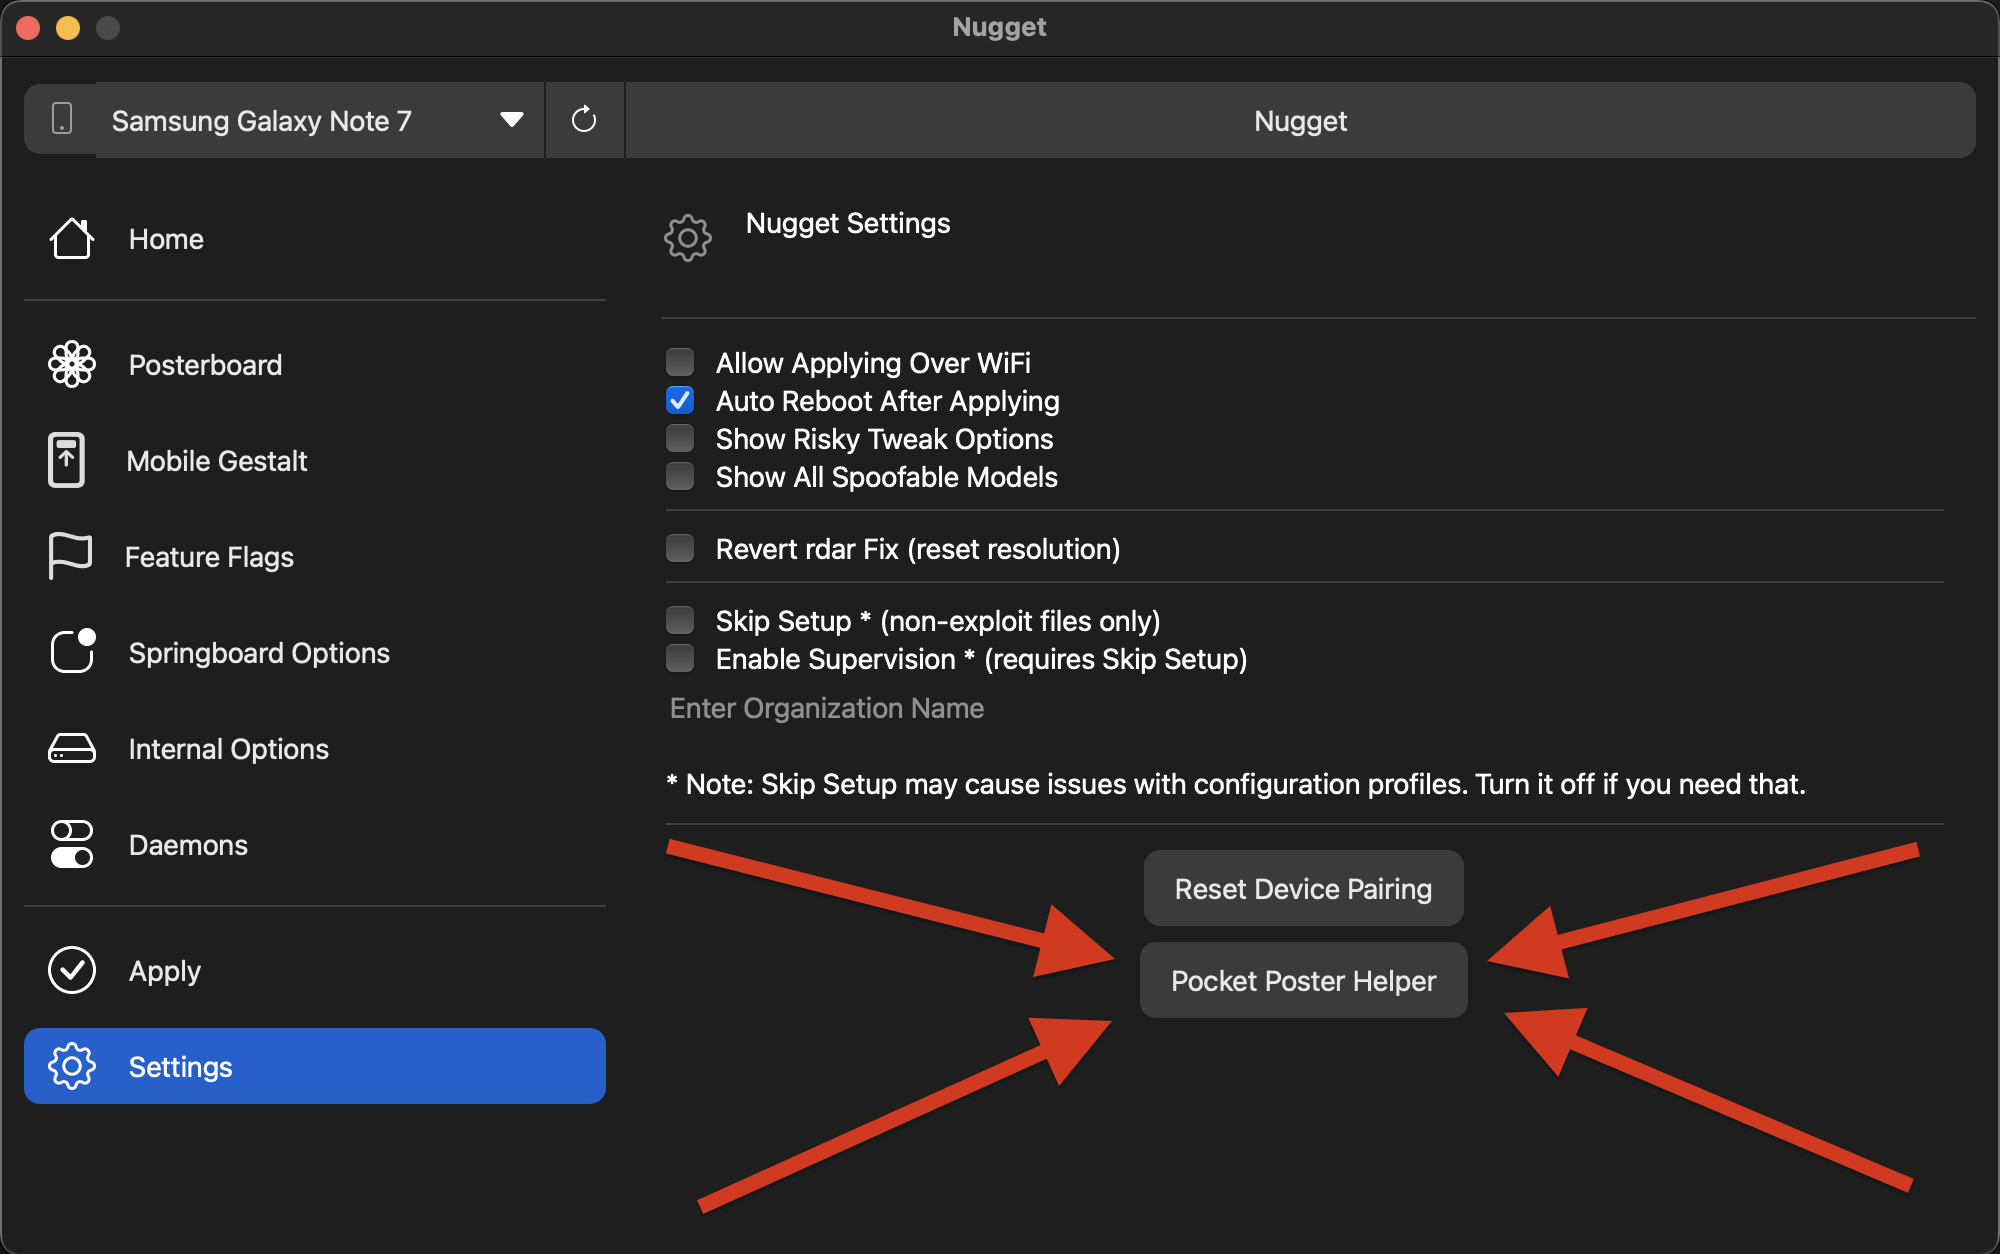 Nugget
Samsung Galaxy Note 7
Nugget
Home
Posterboard
Mobile Gestalt
Feature Flags
Springboard Options
Internal Options
Daemons
Apply
Settings
Nugget Settings
Allow Applying Over WiFi
Auto Reboot After Applying
Show Risky Tweak Options
Show All Spoofable Models
Revert rdar Fix (reset resolution)
Skip Setup * (non-exploit files only)
Enable Supervision * (requires Skip Setup)
Enter Organization Name
* Note: Skip Setup may cause issues with configuration profiles. Turn it off if you need that.
Reset Device Pairing
Pocket Poster Helper